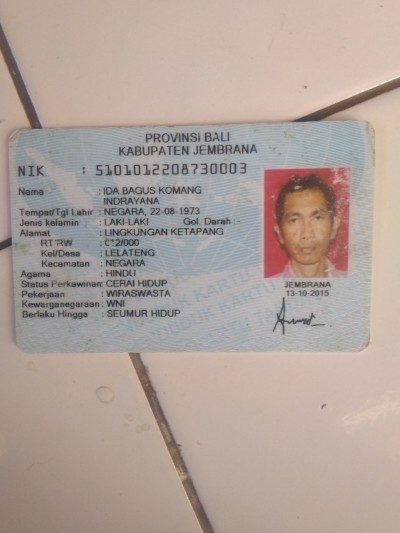 PROVINSI BALI
KABUPATEN JEMBRANA
NIK : 5101012208730003
Nama : IDA BAGUS KOMANG
INDRAYANA
Tempat/Tgl Lahir : NEGARA, 22-08-1973
Jenis kelamin : LAKI-LAKI Gol. Darah :-
Alamat : LINGKUNGAN KETAPANG
RT/RW : 012/000
Kel/Desa : LELATENG
Kecamatan : NEGARA
Agama : HINDU
Status Perkawinan: CERAI HIDUP
Pekerjaan : WIRASWASTA
Kewarganegaraan: WNI
Berlaku Hingga : SEUMUR HIDUP
JEMBRANA
13-10-2015